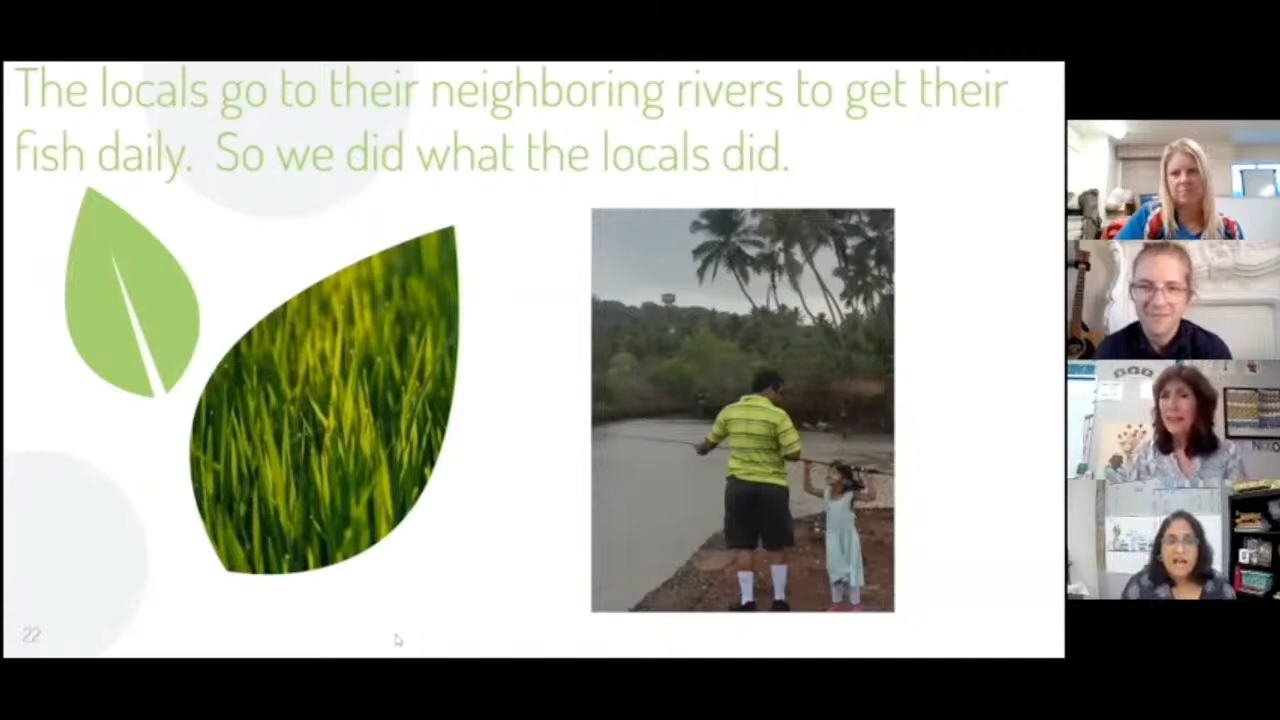 The locals go to their neighboring rivers to get their
fish daily. So we did what the locals did.
22